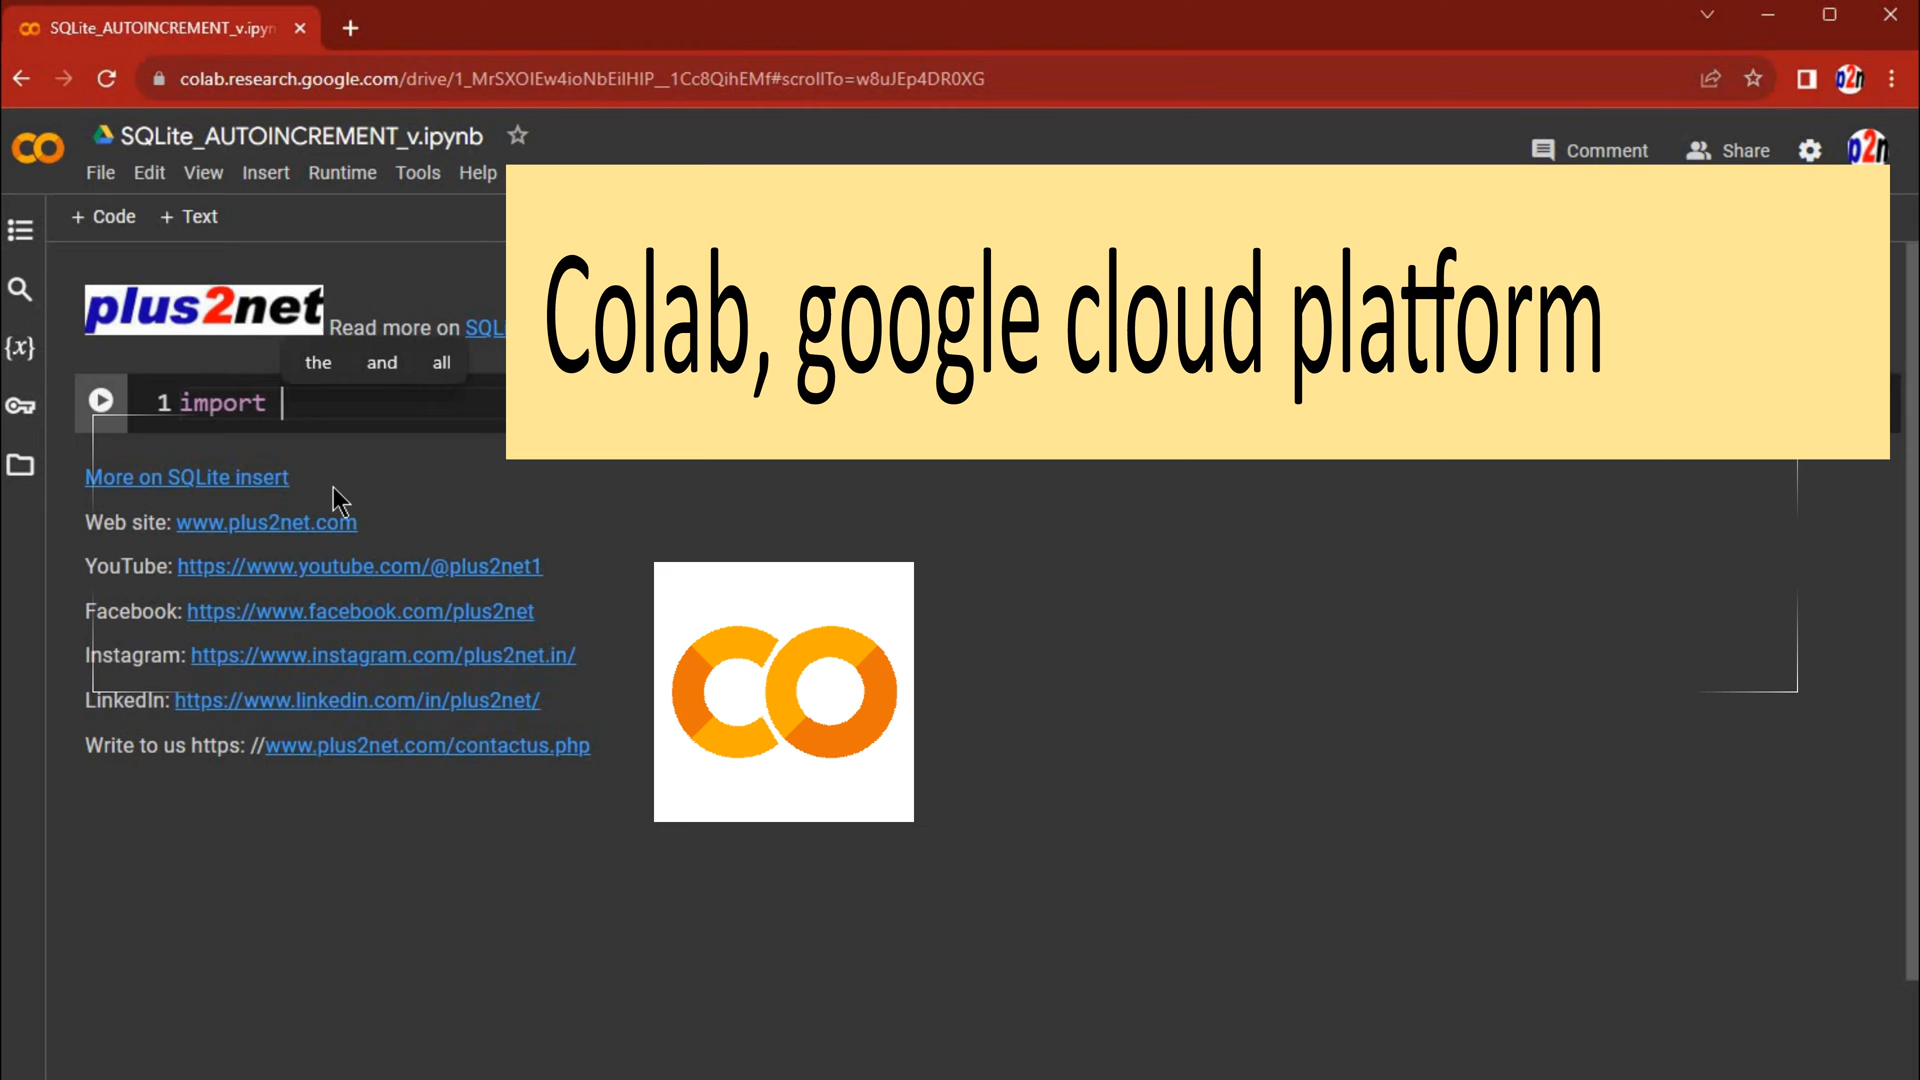 SQLite_AUTOINCREMENT_v.ipyn
colab.research.google.com/drive/1_MrSXOIEw4ioNbEilHIP__1Cc8QihEMf#scrollTo=w8uJEp4DR0XG
SQLite_AUTOINCREMENT_v.ipynb
File Edit View Insert Runtime Tools Help
Comment Share p2n
+ Code + Text
Colab, google cloud platform
plus2net Read more on SQLi
the and all
1 import
More on SQLite insert
Web site: www.plus2net.com
YouTube: https://www.youtube.com/@plus2net1
Facebook: https://www.facebook.com/plus2net
Instagram: https://www.instagram.com/plus2net.in/
LinkedIn: https://www.linkedin.com/in/plus2net/
Write to us https: //www.plus2net.com/contactus.php